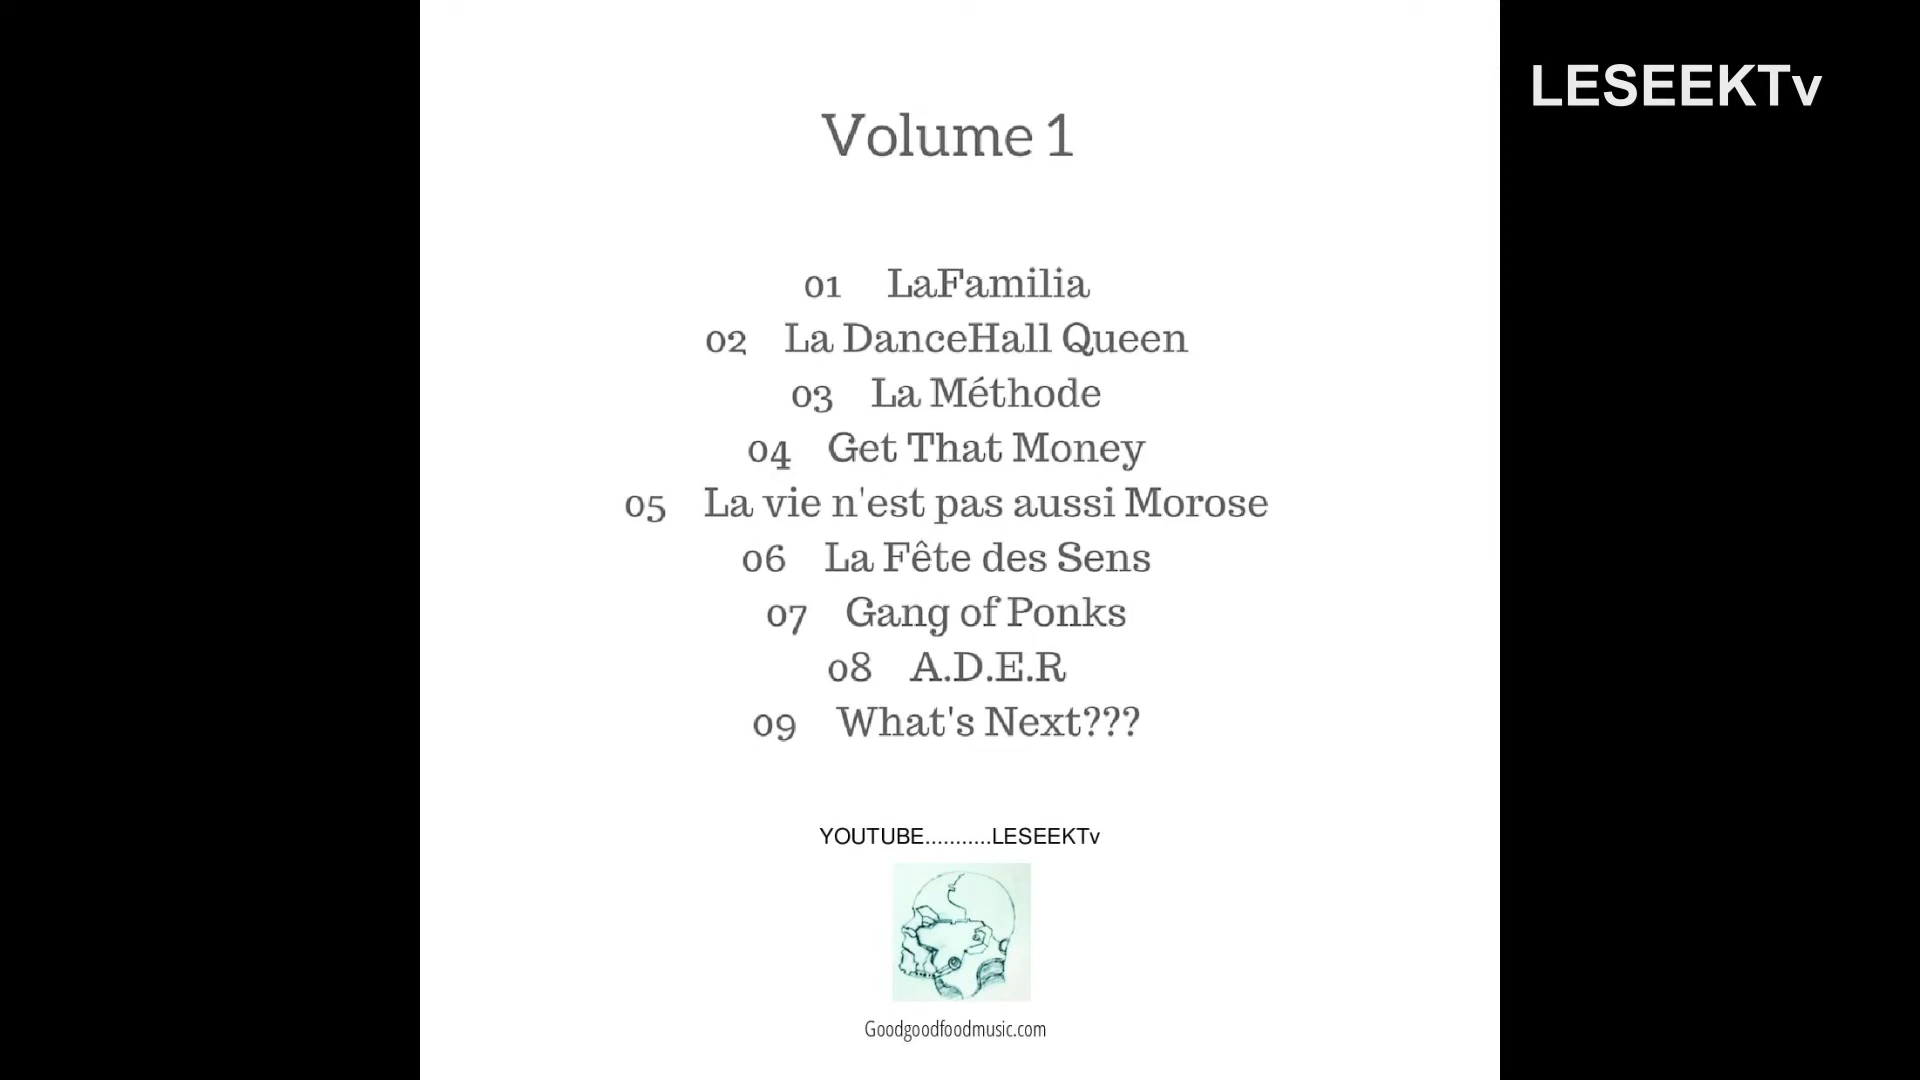 LESEEKTv
Volume 1
01 LaFamilia
02 La DanceHall Queen
03 La Méthode
04 Get That Money
05 La vie n'est pas aussi Morose
06 La Fête des Sens
07 Gang of Ponks
08 A.D.E.R
09 What's Next???
YOUTUBE...........LESEEKTv
Goodgoodfoodmusic.com